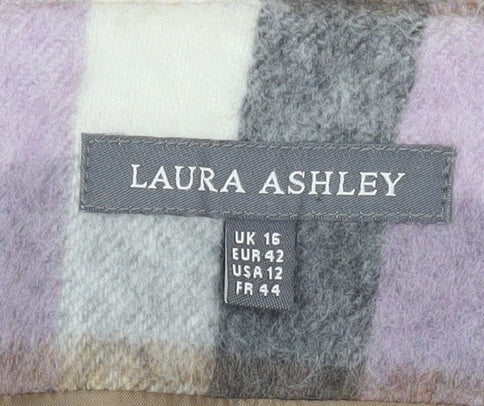 LAURA ASHLEY
UK 16
EUR 42
USA 12
FR 44